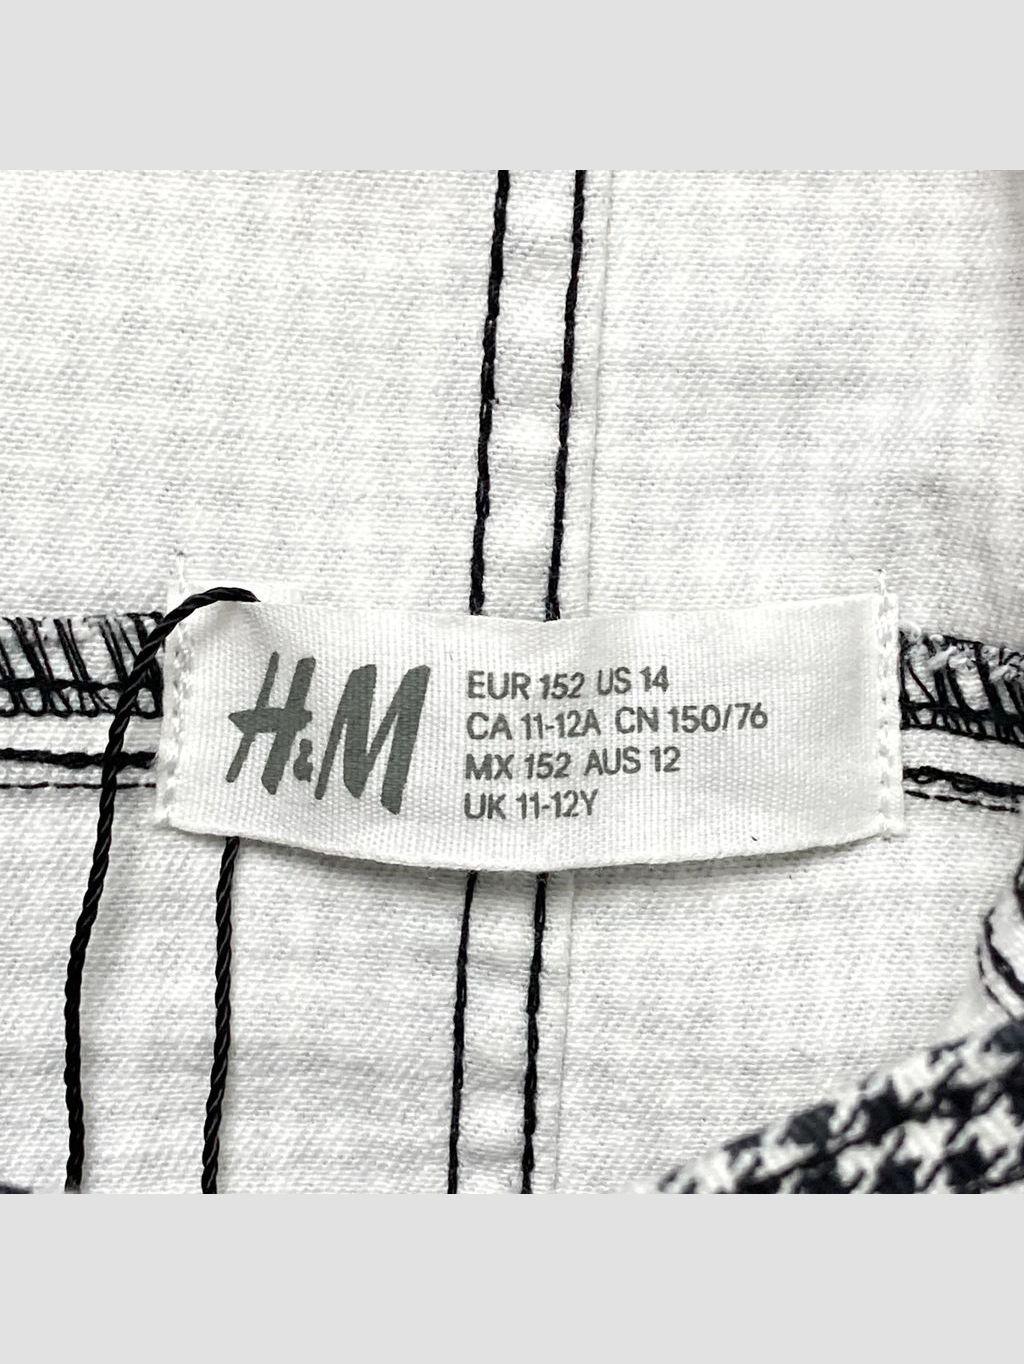 H&M
EUR 152 US 14
CA 11-12A CN 150/76
MX 152 AUS 12
UK 11-12Y